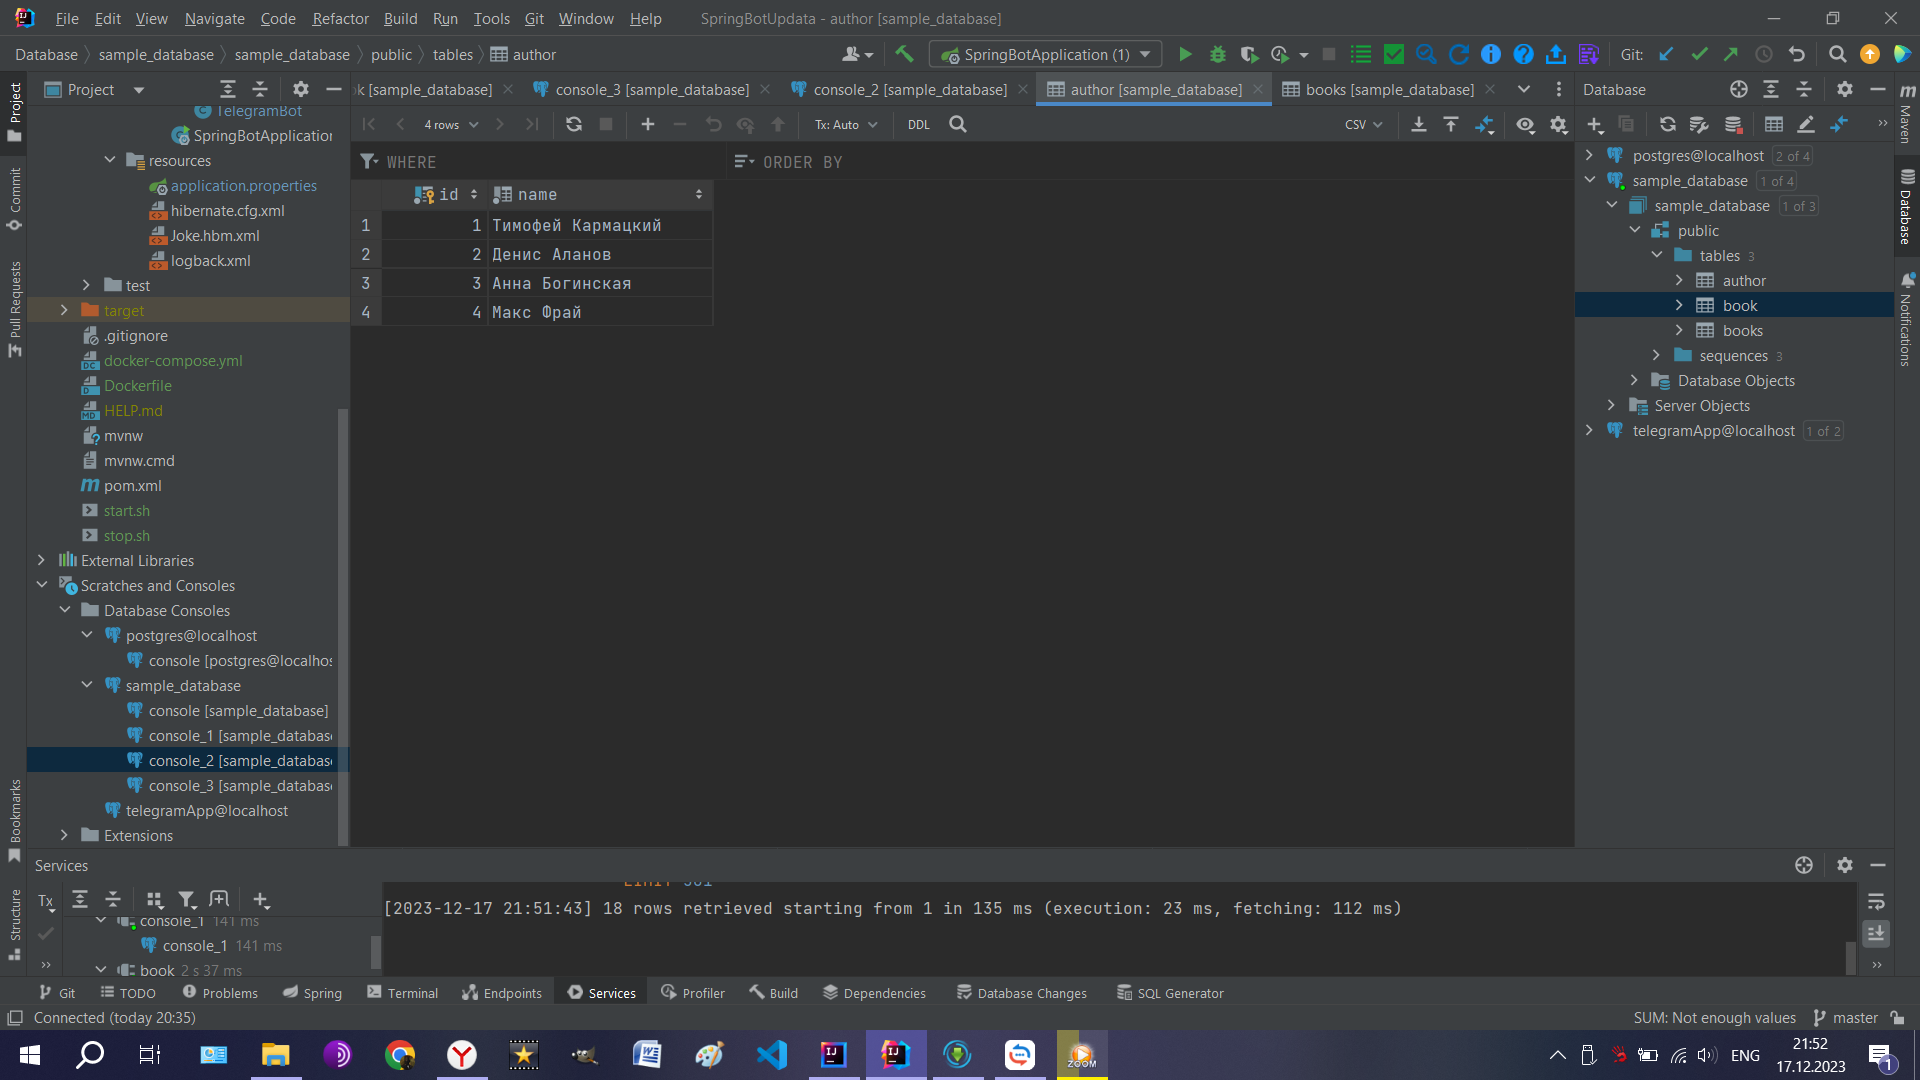 File Edit View Navigate Code Refactor Build Run Tools Git Window Help SpringBotUpdata - author [sample_database]
Database sample_database sample_database public tables author SpringBotApplication (1) Git:
Project
k [sample_database] console_3 [sample_database] console_2 [sample_database] author [sample_database] books [sample_database]
Database
4 rows Tx: Auto DDL CSV
WHERE ORDER BY
id name
1 1 Тимофей Кармацкий
2 2 Денис Аланов
3 3 Анна Богинская
4 4 Макс Фрай
TelegramBot
SpringBotApplication
resources
application.properties
hibernate.cfg.xml
Joke.hbm.xml
logback.xml
test
target
.gitignore
docker-compose.yml
Dockerfile
HELP.md
mvnw
mvnw.cmd
pom.xml
start.sh
stop.sh
External Libraries
Scratches and Consoles
Database Consoles
postgres@localhost
console [postgres@localhos
sample_database
console [sample_database]
console_1 [sample_database
console_2 [sample_database
console_3 [sample_database
telegramApp@localhost
Extensions
postgres@localhost 2 of 4
sample_database 1 of 4
sample_database 1 of 3
public
tables 3
author
book
books
sequences 3
Database Objects
Server Objects
telegramApp@localhost 1 of 2
Project
Commit
Pull Requests
Bookmarks
Structure
Maven
Database
Notifications
Services
Tx
console_1 141 ms
console_1 141 ms
book 2 s 37 ms
LIMIT 501
[2023-12-17 21:51:43] 18 rows retrieved starting from 1 in 135 ms (execution: 23 ms, fetching: 112 ms)
Git TODO Problems Spring Terminal Endpoints Services Profiler Build Dependencies Database Changes SQL Generator
Connected (today 20:35) SUM: Not enough values master
ZOOM
ENG
21:52
17.12.2023
1